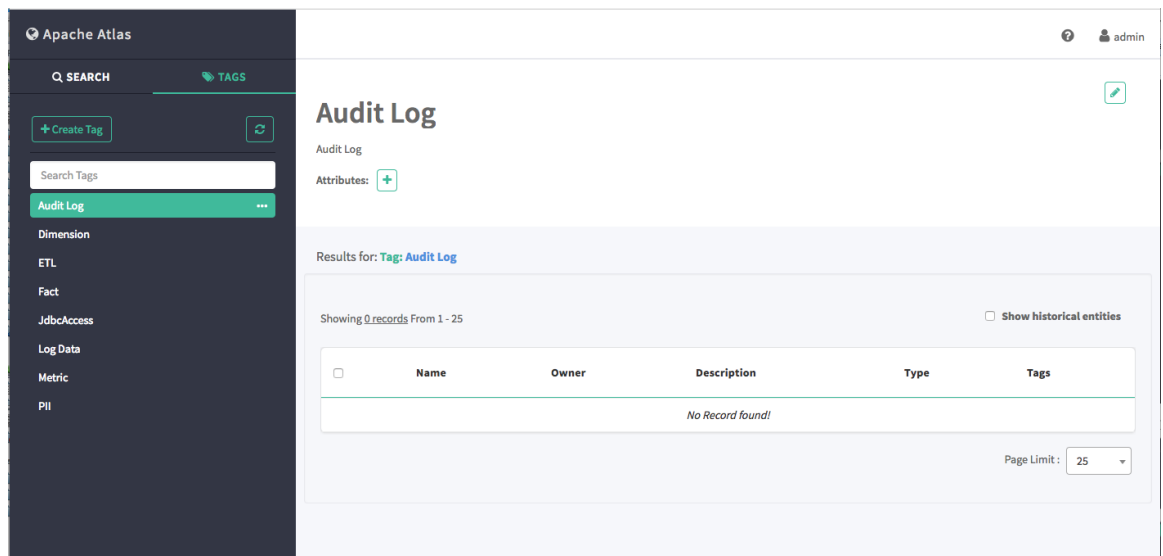 Apache Atlas
admin
SEARCH
TAGS
Create Tag
Search Tags
Audit Log
Dimension
ETL
Fact
JdbcAccess
Log Data
Metric
PII
Audit Log
Audit Log
Attributes:
Results for: Tag: Audit Log
Showing 0 records From 1 - 25
Show historical entities
Name Owner Description Type Tags
No Record found!
Page Limit : 25